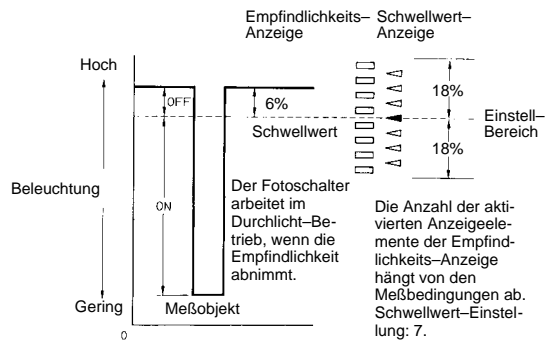 Empfindlichkeits–
Anzeige
Schwellwert–
Anzeige
Hoch
OFF
6%
18%
Schwellwert
Einstell–
Bereich
18%
Beleuchtung
ON
Der Fotoschalter
arbeitet im
Durchlicht–Be-
trieb, wenn die
Empfindlichkeit
abnimmt.
Die Anzahl der akti-
vierten Anzeigeele-
mente der Empfind-
lichkeits–Anzeige
hängt von den
Meßbedingungen ab.
Schwellwert–Einstel-
lung: 7.
Gering
Meßobjekt
0